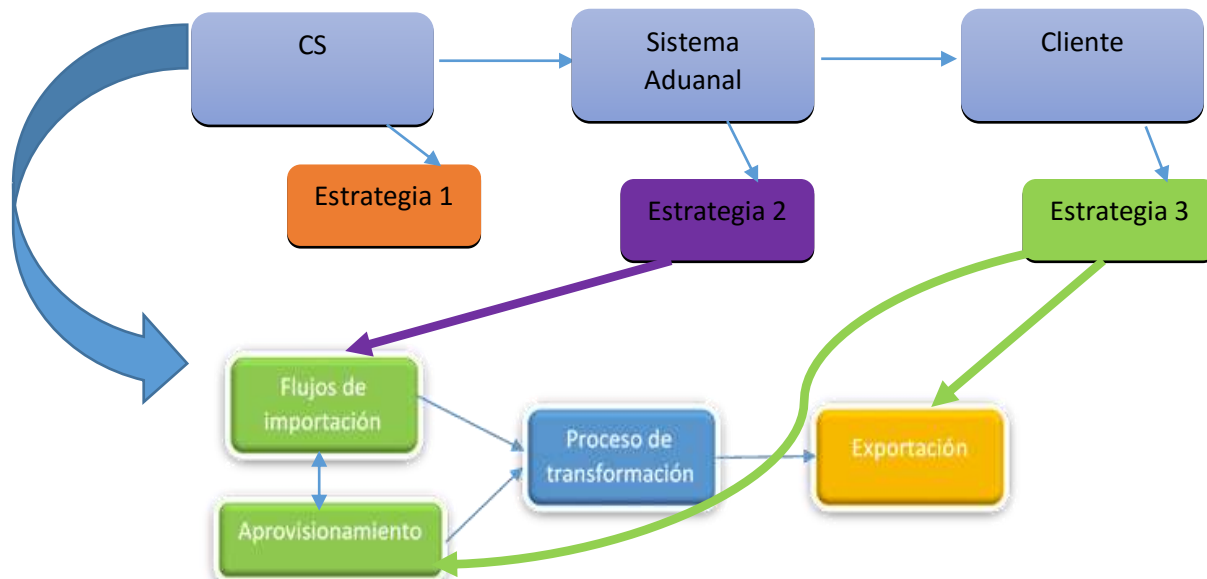 CS
Sistema
Aduanal
Cliente
Estrategia 1
Estrategia 2
Estrategia 3
Flujos de
importación
Proceso de
transformación
Exportación
Aprovisionamiento